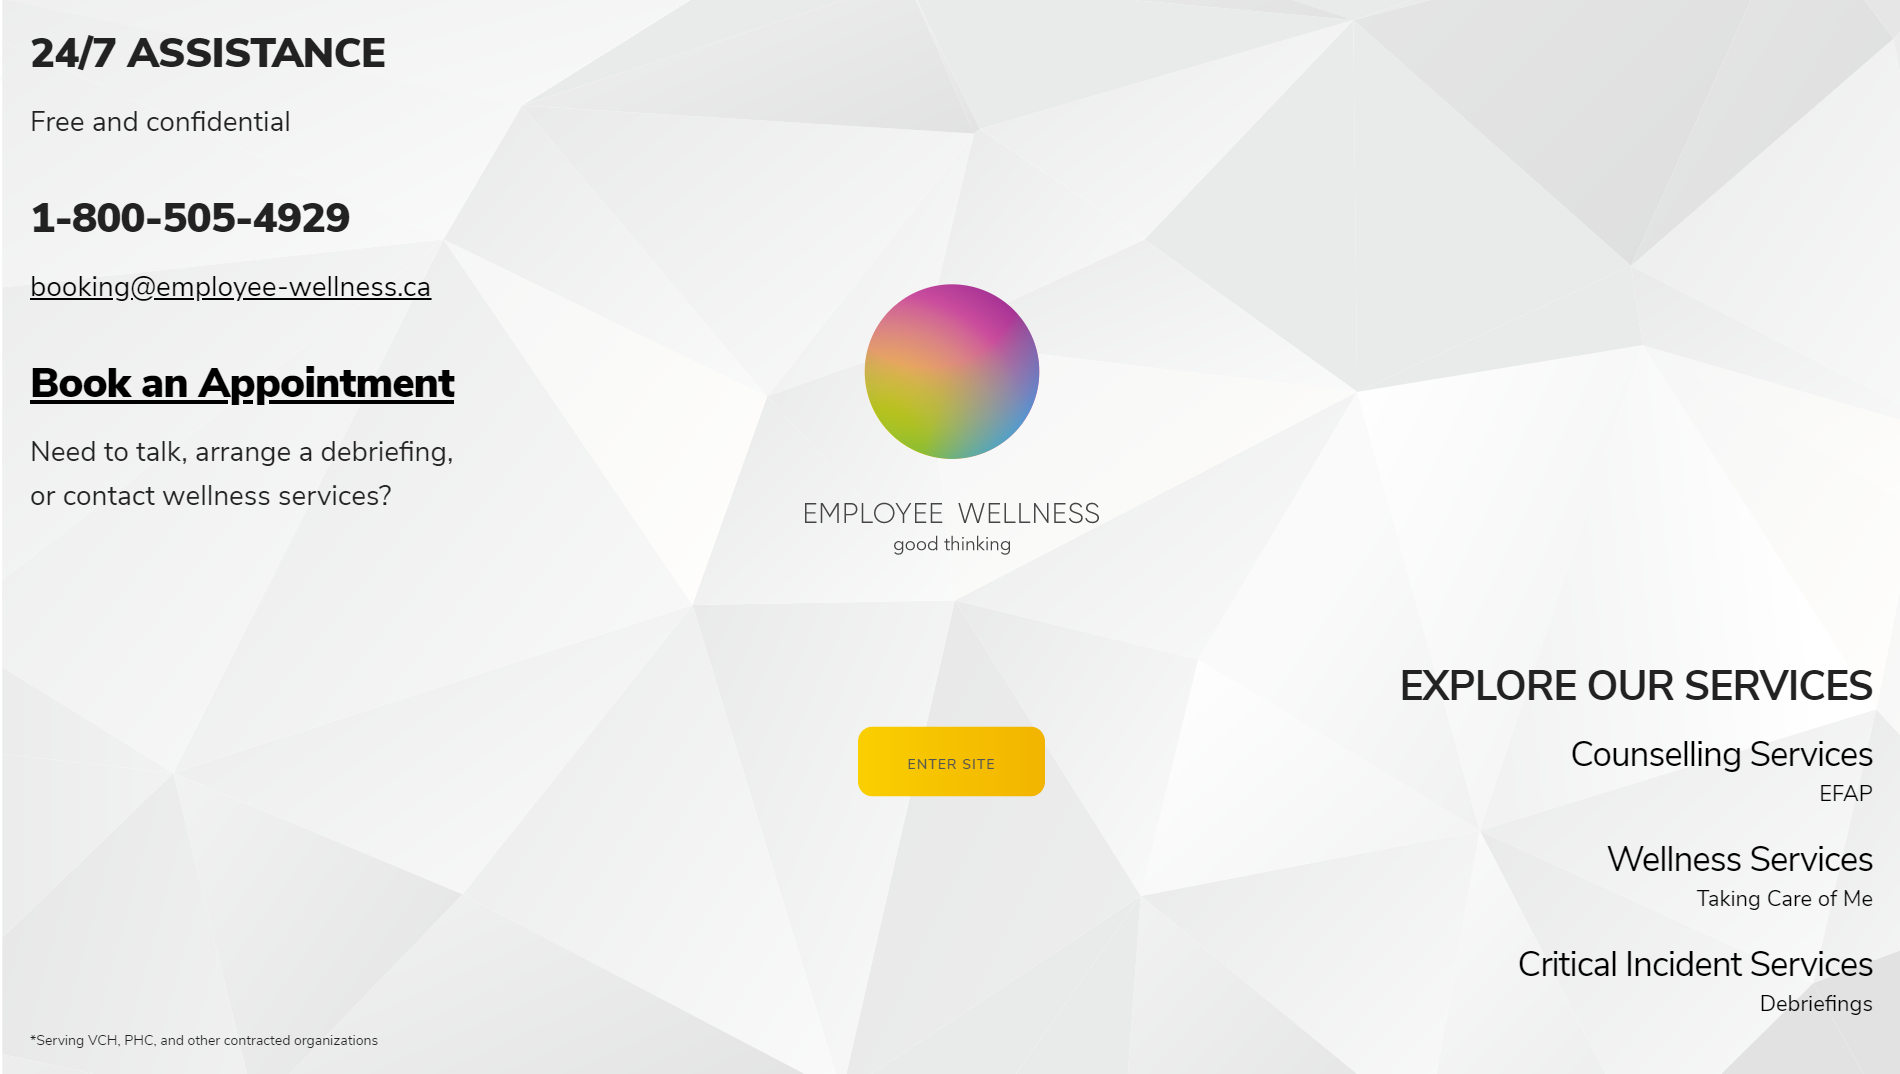 24/7 ASSISTANCE
Free and confidential
1-800-505-4929
booking@employee-wellness.ca
Book an Appointment
Need to talk, arrange a debriefing,
or contact wellness services?
EMPLOYEE WELLNESS
good thinking
ENTER SITE
EXPLORE OUR SERVICES
Counselling Services
EFAP
Wellness Services
Taking Care of Me
Critical Incident Services
Debriefings
*Serving VCH, PHC, and other contracted organizations